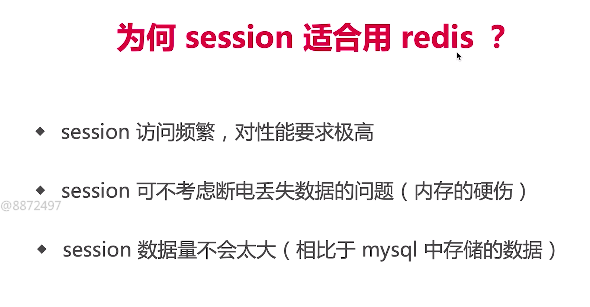 为何 session 适合用 redis ？
◆ session 访问频繁，对性能要求极高
◆ session 可不考虑断电丢失数据的问题（内存的硬伤）
@8872497
◆ session 数据量不会太大（相比于 mysql 中存储的数据）